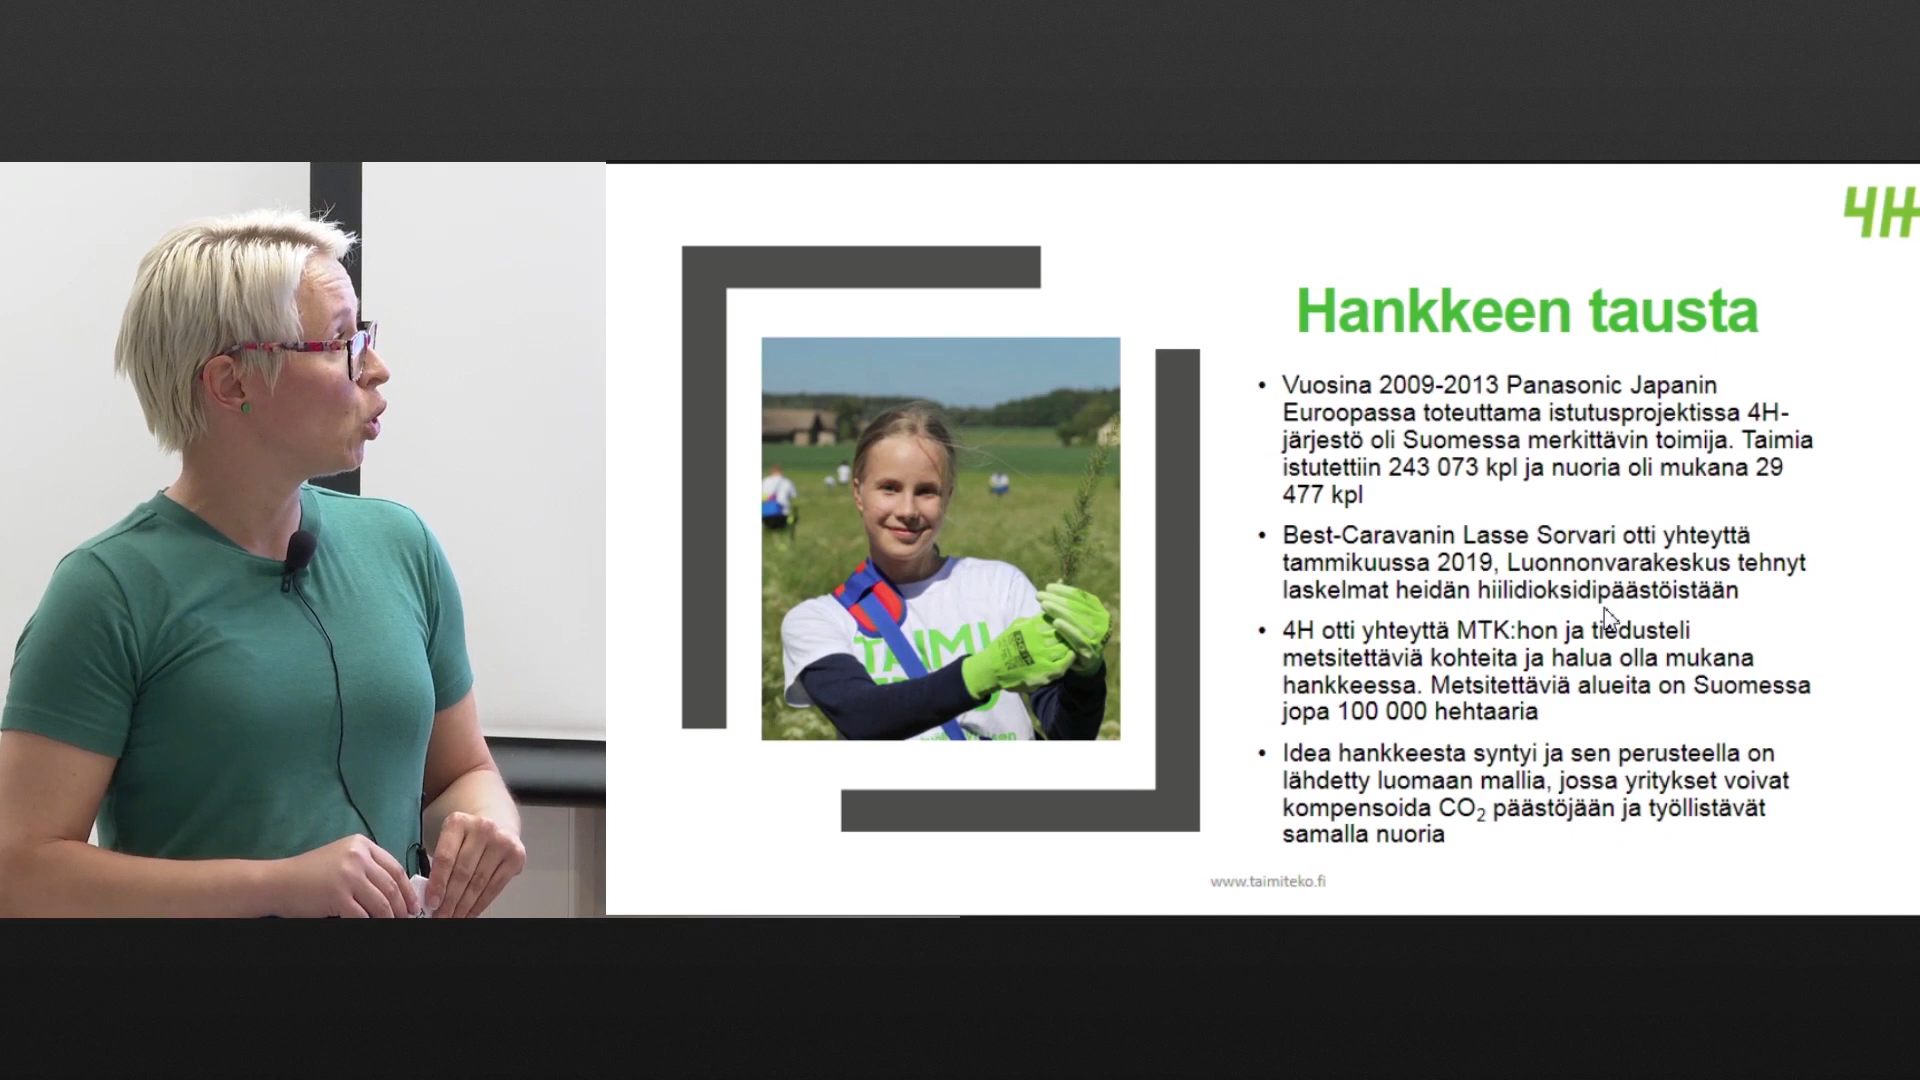 4H
Hankkeen tausta
• Vuosina 2009-2013 Panasonic Japanin
Euroopassa toteuttama istutusprojektissa 4H-
järjestö oli Suomessa merkittävin toimija. Taimia
istutettiin 243 073 kpl ja nuoria oli mukana 29
477 kpl
• Best-Caravanin Lasse Sorvari otti yhteyttä
tammikuussa 2019, Luonnonvarakeskus tehnyt
laskelmat heidän hiilidioksidipäästöistään
• 4H otti yhteyttä MTK:hon ja tiedusteli
metsitettäviä kohteita ja halua olla mukana
hankkeessa. Metsitettäviä alueita on Suomessa
jopa 100 000 hehtaaria
• Idea hankkeesta syntyi ja sen perusteella on
lähdetty luomaan mallia, jossa yritykset voivat
kompensoida CO₂ päästöjään ja työllistävät
samalla nuoria
www.taimiteko.fi
TAIMI